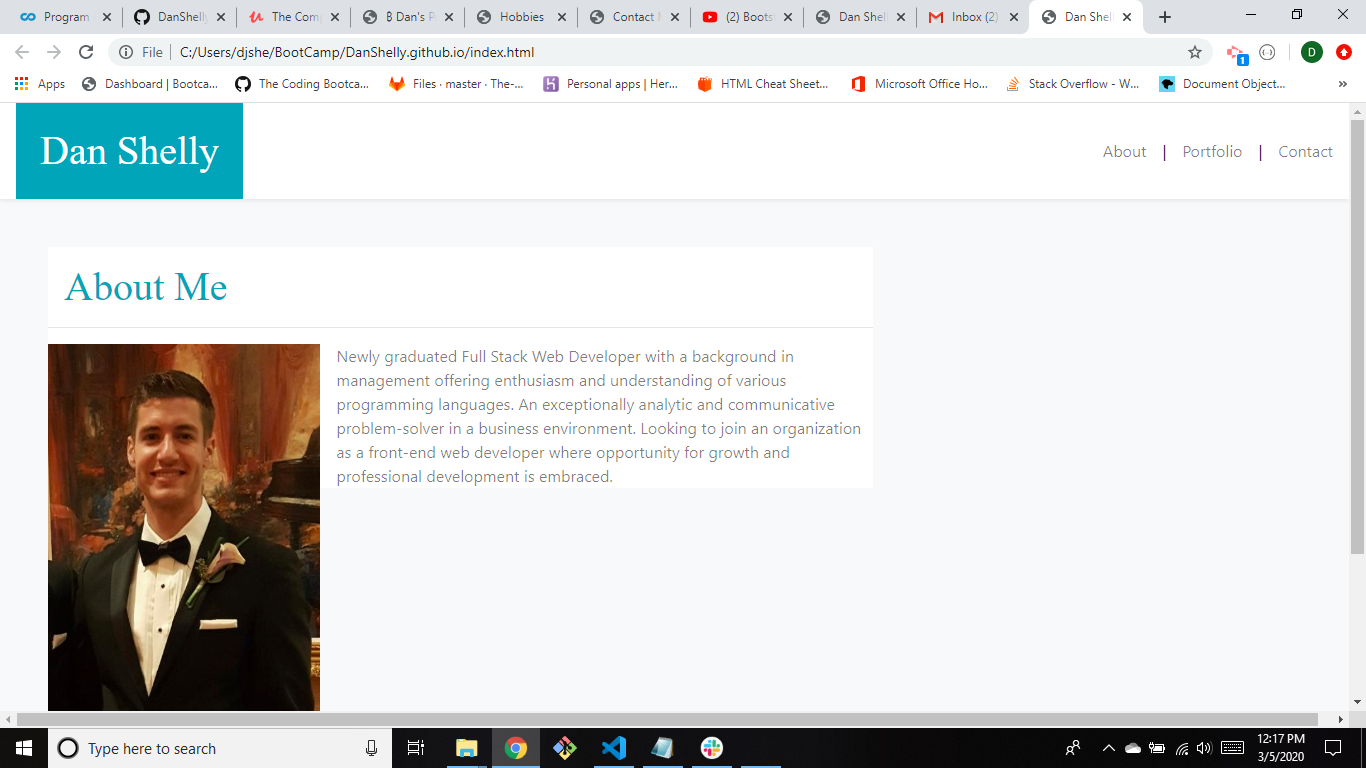 Program
DanShelly
The Comp
B Dan's P
Hobbies
Contact M
(2) Boots
Dan Shel
Inbox (2)
Dan Shel
File
C:/Users/djshe/BootCamp/DanShelly.github.io/index.html
D
1
Apps
Dashboard | Bootca...
The Coding Bootca...
Files · master · The-...
Personal apps | Her...
HTML Cheat Sheet...
Microsoft Office Ho...
Stack Overflow - W...
Document Object...
»
Dan Shelly
About | Portfolio | Contact
About Me
Newly graduated Full Stack Web Developer with a background in
management offering enthusiasm and understanding of various
programming languages. An exceptionally analytic and communicative
problem-solver in a business environment. Looking to join an organization
as a front-end web developer where opportunity for growth and
professional development is embraced.
Type here to search
12:17 PM
3/5/2020